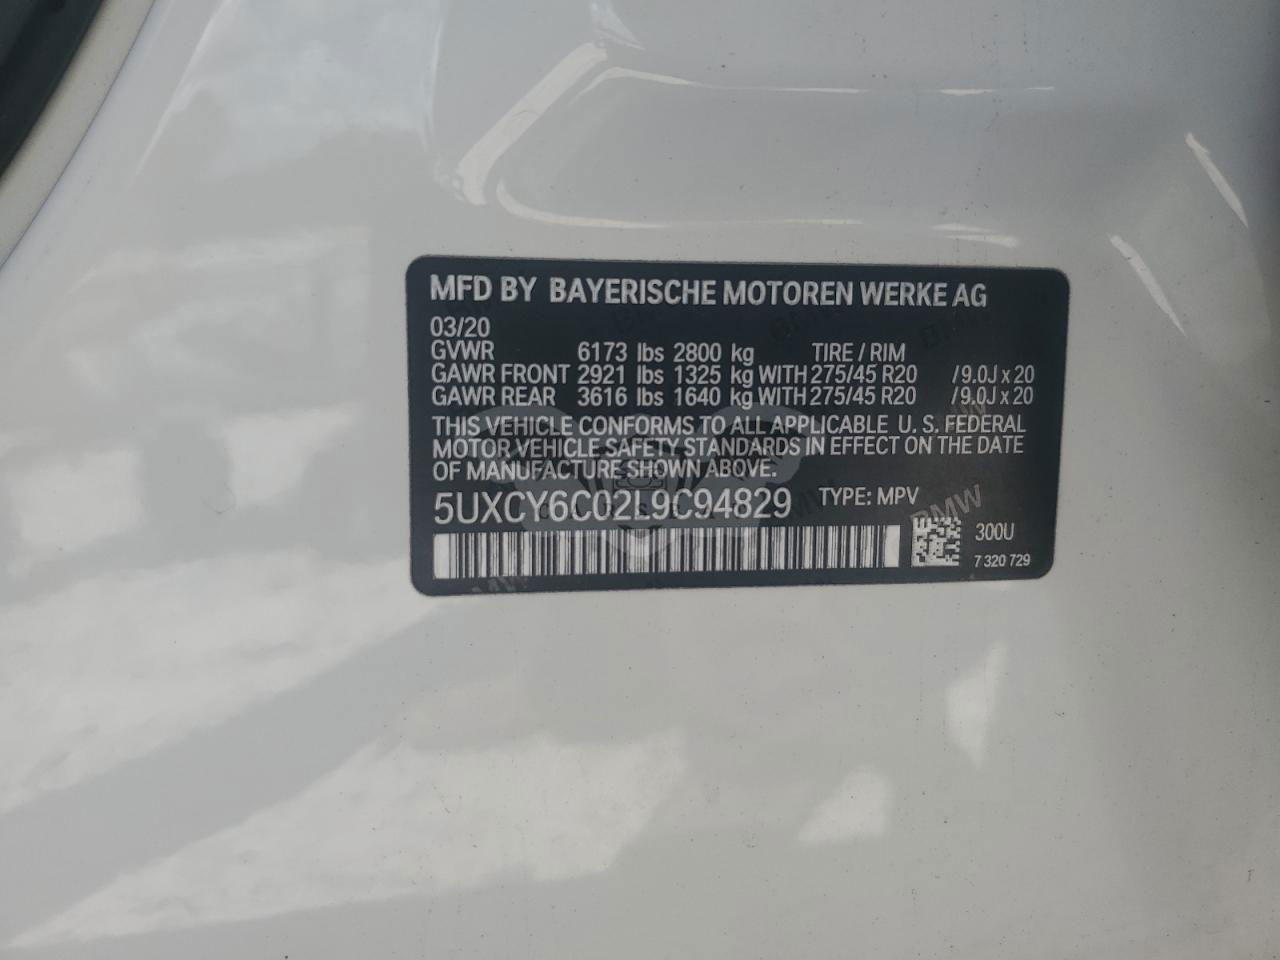 MFD BY BAYERISCHE MOTOREN WERKE AG
03/20
GVWR 6173 lbs 2800 kg TIRE / RIM
GAWR FRONT 2921 lbs 1325 kg WITH 275/45 R20 / 9.0J x 20
GAWR REAR 3616 lbs 1640 kg WITH 275/45 R20 / 9.0J x 20
THIS VEHICLE CONFORMS TO ALL APPLICABLE U. S. FEDERAL
MOTOR VEHICLE SAFETY STANDARDS IN EFFECT ON THE DATE
OF MANUFACTURE SHOWN ABOVE.
5UXCY6C02L9C94829 TYPE: MPV
BMW
300U
7 320 729